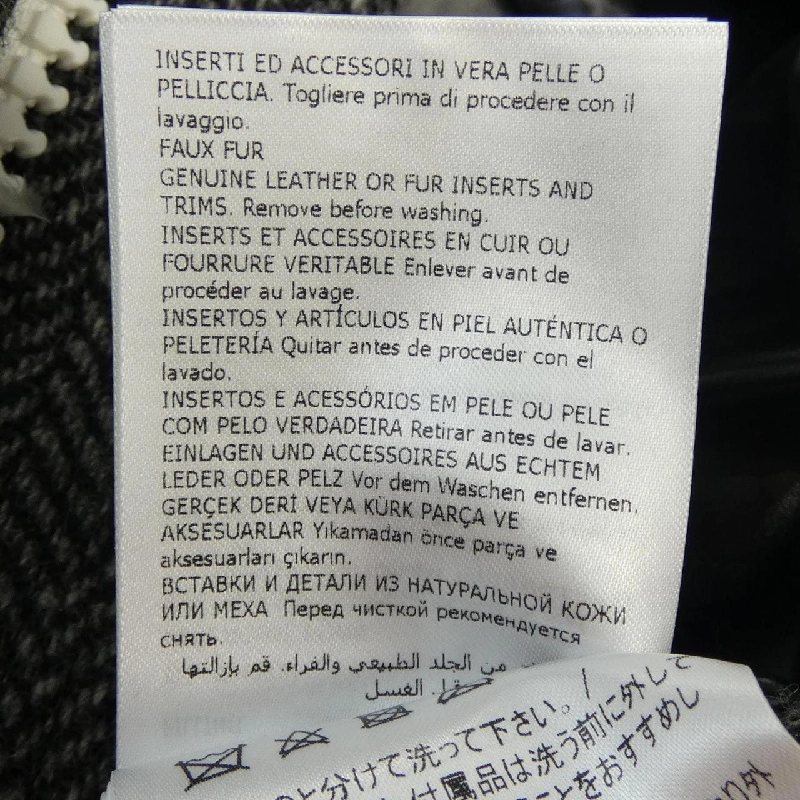 INSERTI ED ACCESSORI IN VERA PELLE O
PELLICCIA. Togliere prima di procedere con il
lavaggio.
FAUX FUR
GENUINE LEATHER OR FUR INSERTS AND
TRIMS. Remove before washing.
INSERTS ET ACCESSOIRES EN CUIR OU
FOURRURE VERITABLE Enlever avant de
procéder au lavage.
INSERTOS Y ARTÍCULOS EN PIEL AUTÉNTICA O
PELETERÍA Quitar antes de proceder con el
lavado.
INSERTOS E ACESSÓRIOS EM PELE OU PELE
COM PELO VERDADEIRA Retirar antes de lavar.
EINLAGEN UND ACCESSOIRES AUS ECHTEM
LEDER ODER PELZ Vor dem Waschen entfernen.
GERÇEK DERİ VEYA KÜRK PARÇA VE
AKSESUARLAR Yıkamadan önce parça ve
aksesuarları çıkarın.
ВСТАВКИ И ДЕТАЛИ ИЗ НАТУРАЛЬНОЙ КОЖИ
ИЛИ МЕХА Перед чисткой рекомендуется
снять.
من الجلد الطبيعي والفراء. قم بإزالتها
الغسل
と分けて洗って下さい。/
付属品は洗う前に外して
ことをおすすめし
り外